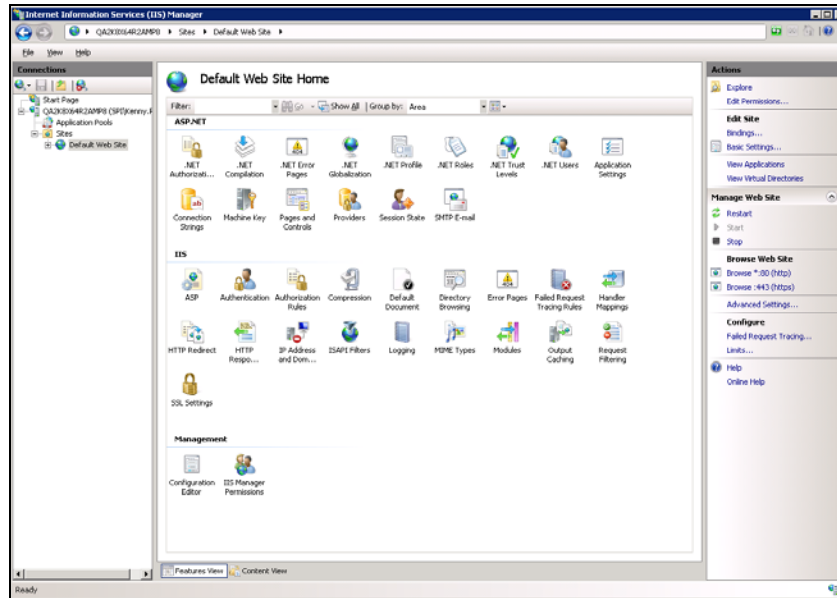 Internet Information Services (IIS) Manager
QA2K8X64R2AMP8 Sites Default Web Site
File View Help
Connections
Start Page
QA2K8X64R2AMP8 (SPI\Kenny.F
Application Pools
Sites
Default Web Site
Default Web Site Home
Filter: Go Show All Group by: Area
ASP.NET
.NET Authorizati...
.NET Compilation
.NET Error Pages
.NET Globalization
.NET Profile
.NET Roles
.NET Trust Levels
.NET Users
Application Settings
Connection Strings
Machine Key
Pages and Controls
Providers
Session State
SMTP E-mail
IIS
ASP
Authentication
Authorization Rules
Compression
Default Document
Directory Browsing
Error Pages
Failed Request Tracing Rules
Handler Mappings
HTTP Redirect
HTTP Respo...
IP Address and Dom...
ISAPI Filters
Logging
MIME Types
Modules
Output Caching
Request Filtering
SSL Settings
Management
Configuration Editor
IIS Manager Permissions
Features View Content View
Ready
Actions
Explore
Edit Permissions...
Edit Site
Bindings...
Basic Settings...
View Applications
View Virtual Directories
Manage Web Site
Restart
Start
Stop
Browse Web Site
Browse *:80 (http)
Browse :443 (https)
Advanced Settings...
Configure
Failed Request Tracing...
Limits...
Help
Online Help